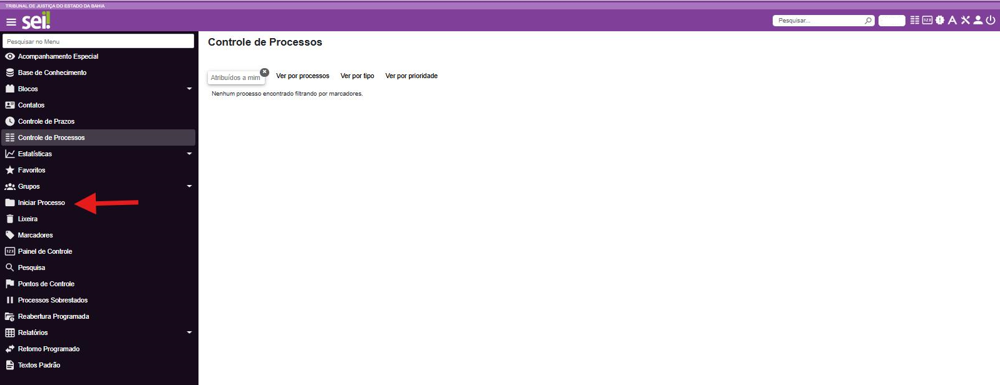 TRIBUNAL DE JUSTIÇA DO ESTADO DA BAHIA
sei!
Pesquisar...
Pesquisar no Menu
Acompanhamento Especial
Base de Conhecimento
Blocos
Contatos
Controle de Prazos
Controle de Processos
Estatísticas
Favoritos
Grupos
Iniciar Processo
Lixeira
Marcadores
Painel de Controle
Pesquisa
Pontos de Controle
Processos Sobrestados
Reabertura Programada
Relatórios
Retorno Programado
Textos Padrão
Controle de Processos
Atribuídos a mim Ver por processos Ver por tipo Ver por prioridade
Nenhum processo encontrado filtrando por marcadores.